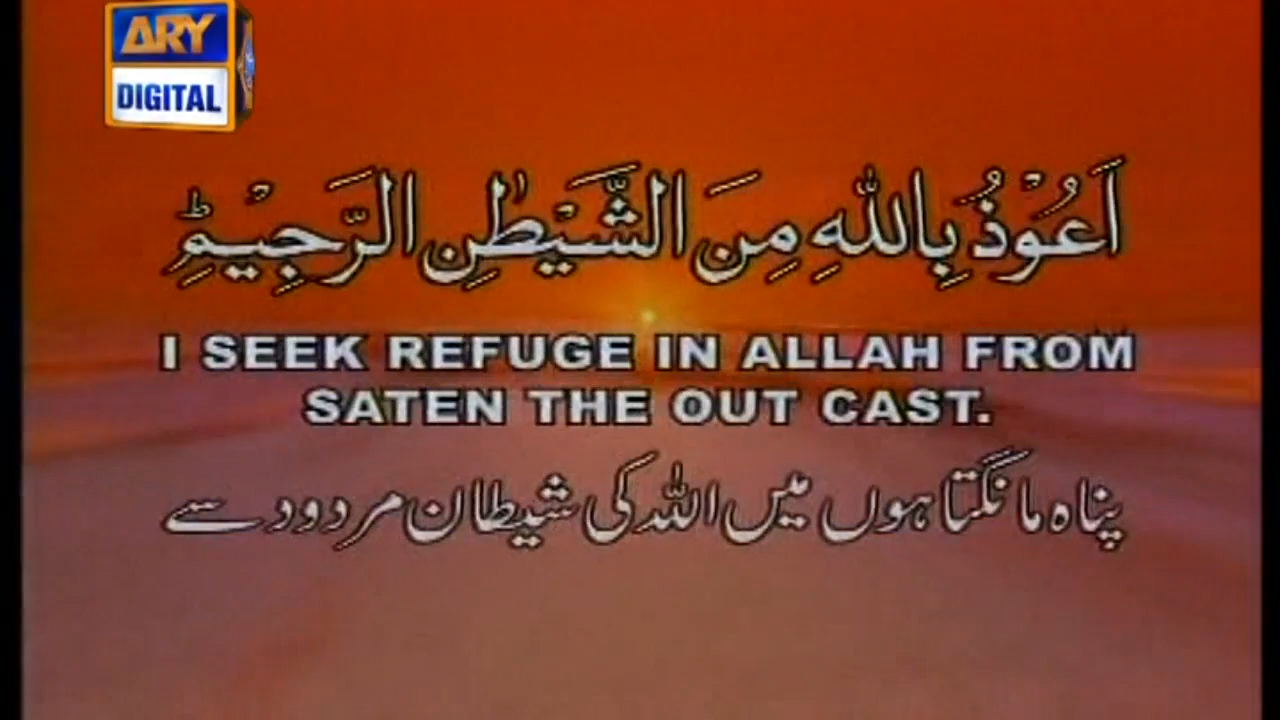 ARY
DIGITAL
اَعُوْذُ بِاللّٰهِ مِنَ الشَّيْطٰنِ الرَّجِيْمِؕ
I SEEK REFUGE IN ALLAH FROM
SATEN THE OUT CAST.
پناہ مانگتا ہوں میں اللہ کی شیطان مردود سے